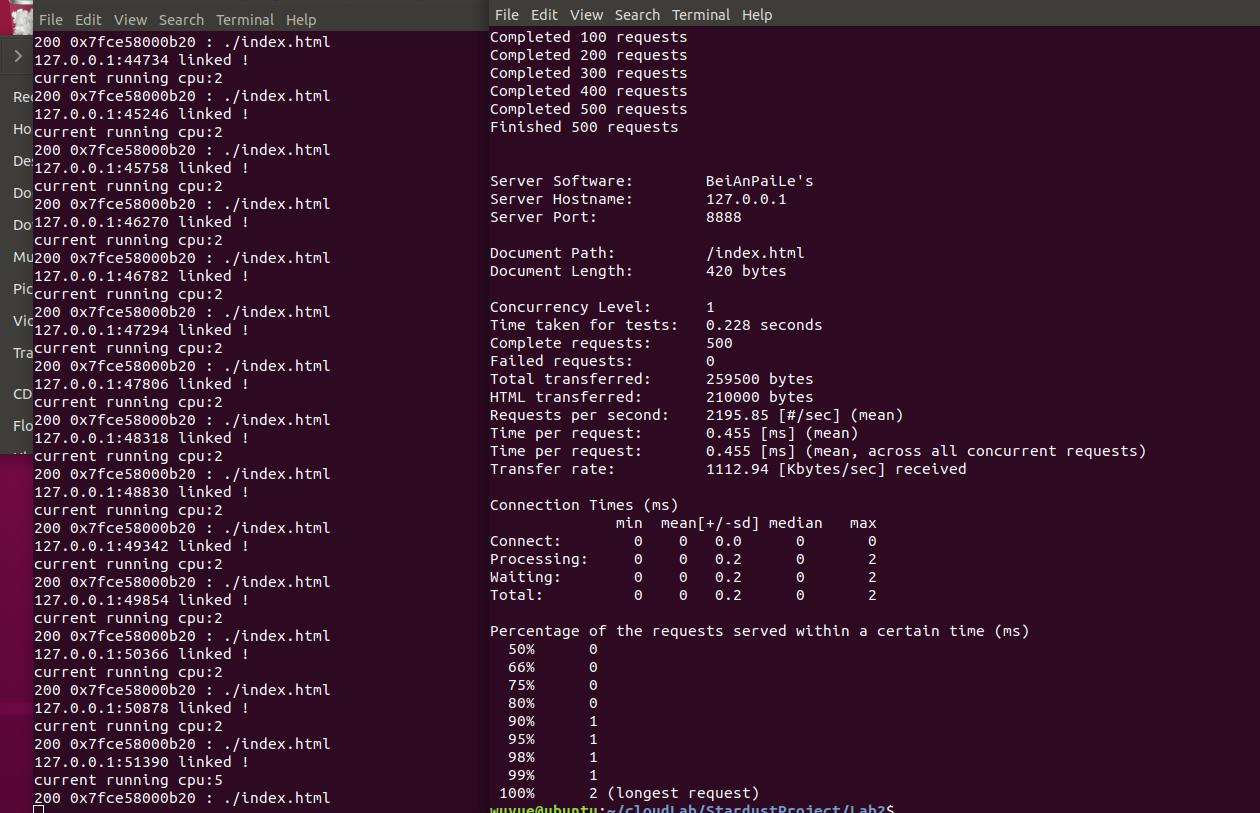 File Edit View Search Terminal Help
200 0x7fce58000b20 : ./index.html
127.0.0.1:44734 linked !
current running cpu:2
200 0x7fce58000b20 : ./index.html
127.0.0.1:45246 linked !
current running cpu:2
200 0x7fce58000b20 : ./index.html
127.0.0.1:45758 linked !
current running cpu:2
200 0x7fce58000b20 : ./index.html
127.0.0.1:46270 linked !
current running cpu:2
200 0x7fce58000b20 : ./index.html
127.0.0.1:46782 linked !
current running cpu:2
200 0x7fce58000b20 : ./index.html
127.0.0.1:47294 linked !
current running cpu:2
200 0x7fce58000b20 : ./index.html
127.0.0.1:47806 linked !
current running cpu:2
200 0x7fce58000b20 : ./index.html
127.0.0.1:48318 linked !
current running cpu:2
200 0x7fce58000b20 : ./index.html
127.0.0.1:48830 linked !
current running cpu:2
200 0x7fce58000b20 : ./index.html
127.0.0.1:49342 linked !
current running cpu:2
200 0x7fce58000b20 : ./index.html
127.0.0.1:49854 linked !
current running cpu:2
200 0x7fce58000b20 : ./index.html
127.0.0.1:50366 linked !
current running cpu:2
200 0x7fce58000b20 : ./index.html
127.0.0.1:50878 linked !
current running cpu:2
200 0x7fce58000b20 : ./index.html
127.0.0.1:51390 linked !
current running cpu:5
200 0x7fce58000b20 : ./index.html
File Edit View Search Terminal Help
Completed 100 requests
Completed 200 requests
Completed 300 requests
Completed 400 requests
Completed 500 requests
Finished 500 requests
Server Software: BeiAnPaiLe's
Server Hostname: 127.0.0.1
Server Port: 8888
Document Path: /index.html
Document Length: 420 bytes
Concurrency Level: 1
Time taken for tests: 0.228 seconds
Complete requests: 500
Failed requests: 0
Total transferred: 259500 bytes
HTML transferred: 210000 bytes
Requests per second: 2195.85 [#/sec] (mean)
Time per request: 0.455 [ms] (mean)
Time per request: 0.455 [ms] (mean, across all concurrent requests)
Transfer rate: 1112.94 [Kbytes/sec] received
Connection Times (ms)
min mean[+/-sd] median max
Connect: 0 0 0.0 0 0
Processing: 0 0 0.2 0 2
Waiting: 0 0 0.2 0 2
Total: 0 0 0.2 0 2
Percentage of the requests served within a certain time (ms)
50% 0
66% 0
75% 0
80% 0
90% 1
95% 1
98% 1
99% 1
100% 2 (longest request)
wuyue@ubuntu:~/cloudLab/StardustProject/Lab2$